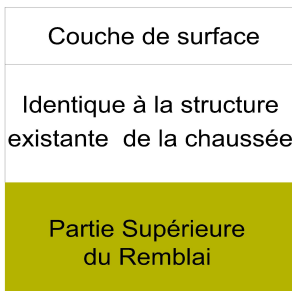 Couche de surface
Identique à la structure
existante de la chaussée
Partie Supérieure
du Remblai